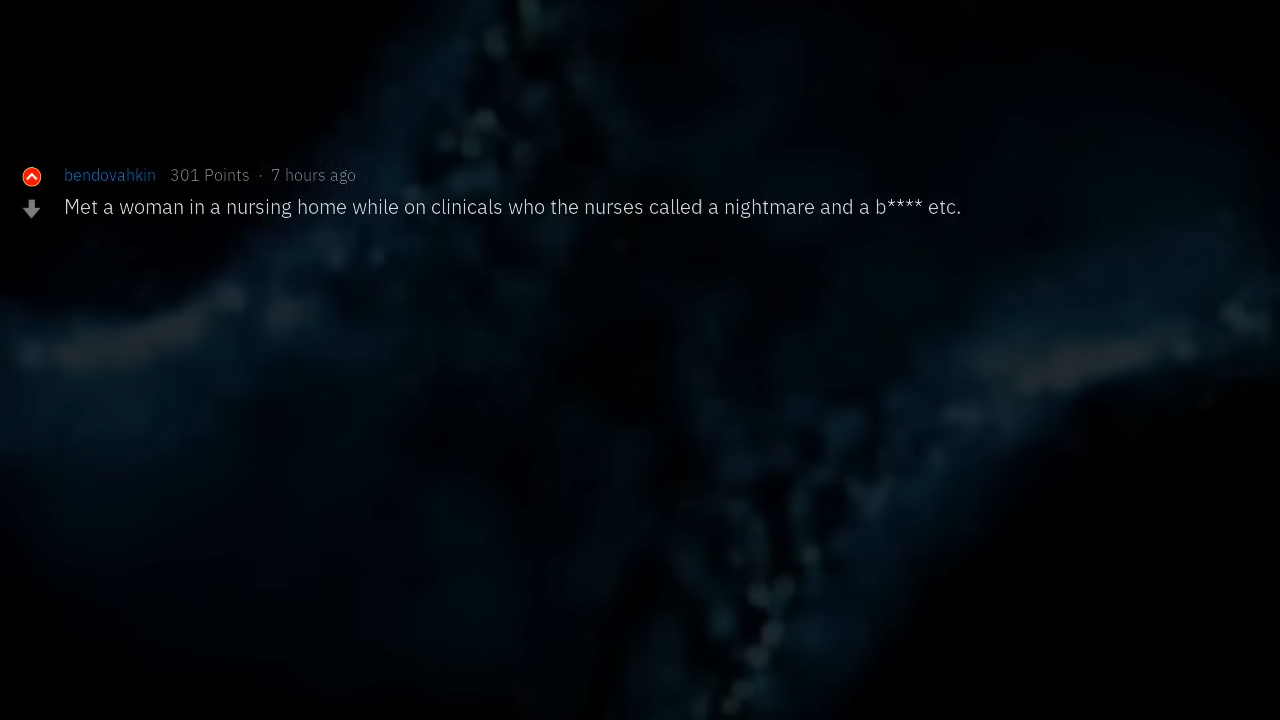 bendovahkin 301 Points · 7 hours ago
Met a woman in a nursing home while on clinicals who the nurses called a nightmare and a b**** etc.